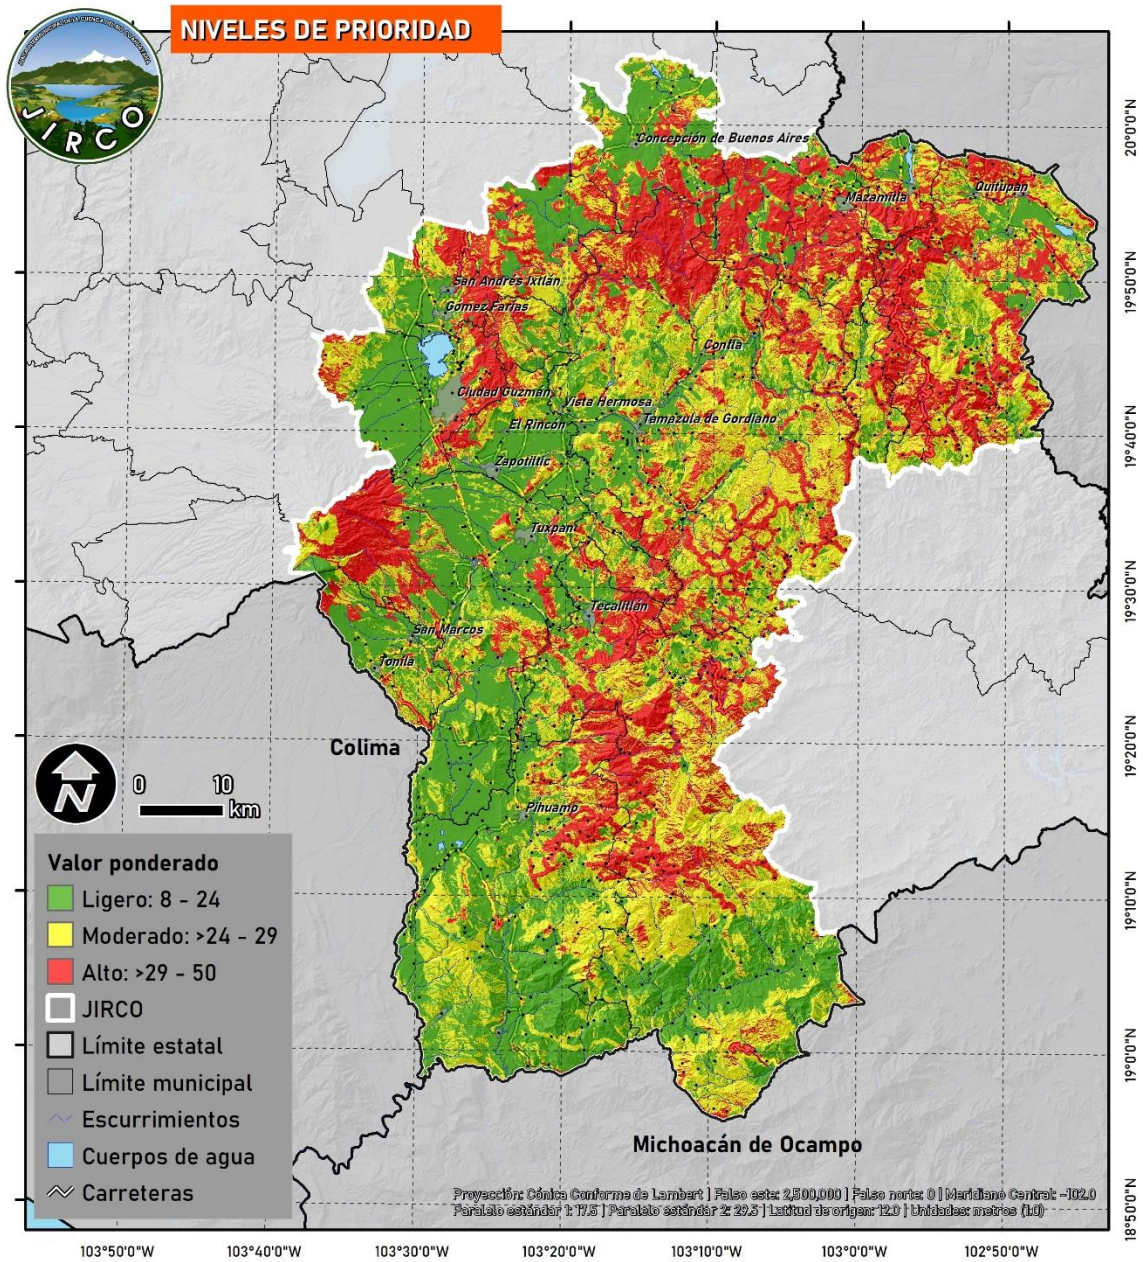 NIVELES DE PRIORIDAD
JIRCO
Concepción de Buenos Aires
Mazamitla
Quitupan
San Andrés Ixtlán
Gómez Farías
Contla
Ciudad Guzmán
Vista Hermosa
Tamazula de Gordiano
El Rincón
Zapotiltic
Tuxpan
Tecalitlán
San Marcos
Tonila
Colima
Pihuamo
Michoacán de Ocampo
N
0 10
km
Valor ponderado
Ligero: 8 - 24
Moderado: >24 - 29
Alto: >29 - 50
JIRCO
Límite estatal
Límite municipal
Escurrimientos
Cuerpos de agua
Carreteras
Proyección: Cónica Conforme de Lambert | Falso este: 2,500,000 | Falso norte: 0 | Meridiano Central: -102.0
Paralelo estándar 1: 17.5 | Paralelo estándar 2: 29.5 | Latitud de origen: 12.0 | Unidades: metros (1.0)
20°0'0"N
19°50'0"N
19°40'0"N
19°30'0"N
19°20'0"N
19°10'0"N
19°0'0"N
18°50'0"N
103°50'0"W 103°40'0"W 103°30'0"W 103°20'0"W 103°10'0"W 103°0'0"W 102°50'0"W